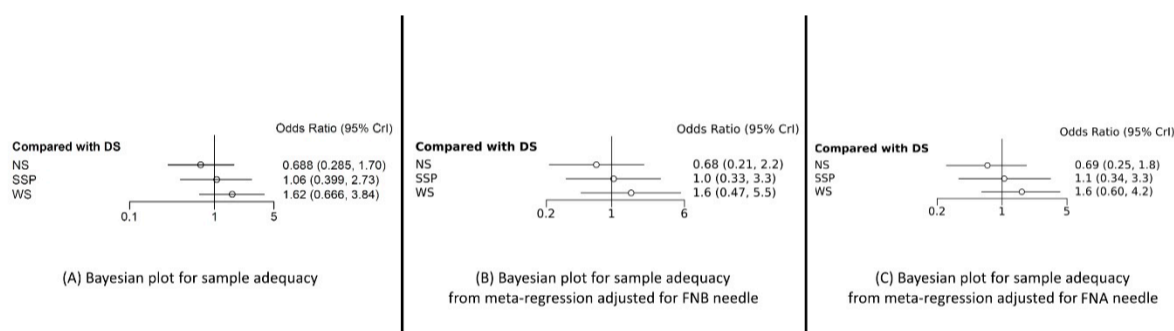 Odds Ratio (95% CrI)
Compared with DS
NS 0.688 (0.285, 1.70)
SSP 1.06 (0.399, 2.73)
WS 1.62 (0.666, 3.84)
0.1 1 5
(A) Bayesian plot for sample adequacy
Odds Ratio (95% CrI)
Compared with DS
NS 0.68 (0.21, 2.2)
SSP 1.0 (0.33, 3.3)
WS 1.6 (0.47, 5.5)
0.2 1 6
(B) Bayesian plot for sample adequacy
from meta-regression adjusted for FNB needle
Odds Ratio (95% CrI)
Compared with DS
NS 0.69 (0.25, 1.8)
SSP 1.1 (0.34, 3.3)
WS 1.6 (0.60, 4.2)
0.2 1 5
(C) Bayesian plot for sample adequacy
from meta-regression adjusted for FNA needle